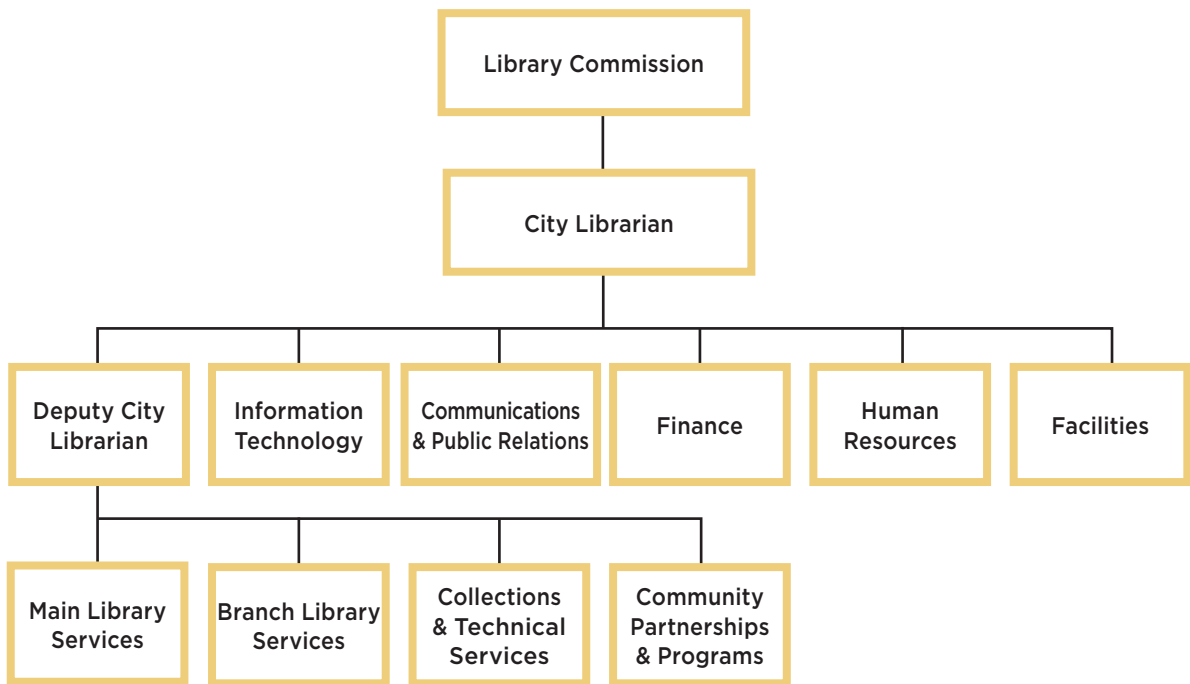 Library Commission
City Librarian
Deputy City
Librarian
Information
Technology
Communications
& Public Relations
Finance
Human
Resources
Facilities
Main Library
Services
Branch Library
Services
Collections
& Technical
Services
Community
Partnerships
& Programs